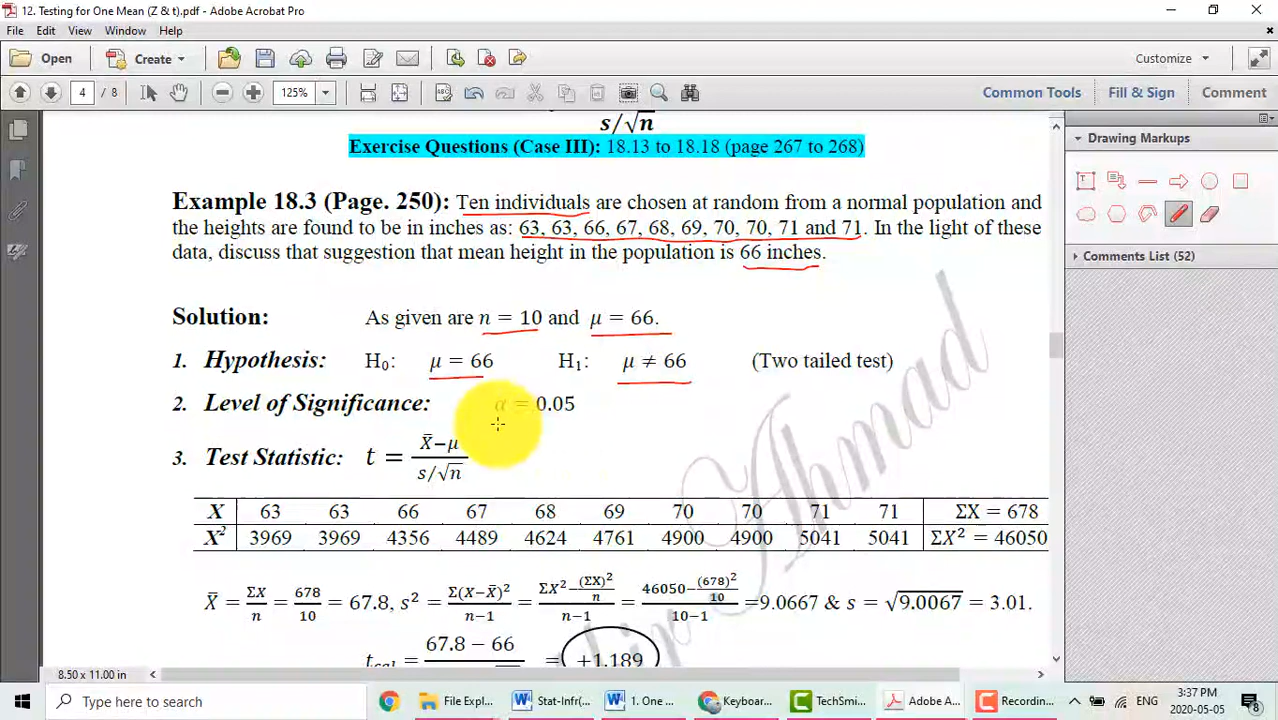 12. Testing for One Mean (Z & t).pdf - Adobe Acrobat Pro
File Edit View Window Help
Open Create Customize
4 / 8 125% Common Tools Fill & Sign Comment
s/√n
Exercise Questions (Case III): 18.13 to 18.18 (page 267 to 268)
Example 18.3 (Page. 250): Ten individuals are chosen at random from a normal population and
the heights are found to be in inches as: 63, 63, 66, 67, 68, 69, 70, 70, 71 and 71. In the light of these
data, discuss that suggestion that mean height in the population is 66 inches.
Solution: As given are n = 10 and μ = 66.
1. Hypothesis: H₀: μ = 66 H₁: μ ≠ 66 (Two tailed test)
2. Level of Significance: α = 0.05
3. Test Statistic: t = (X̄−μ)/(s/√n)
X 63 63 66 67 68 69 70 70 71 71 ΣX = 678
X² 3969 3969 4356 4489 4624 4761 4900 4900 5041 5041 ΣX² = 46050
X̄ = ΣX/n = 678/10 = 67.8, s² = Σ(X−X̄)²/(n−1) = (ΣX²−(ΣX)²/n)/(n−1) = (46050−(678)²/10)/(10−1) =9.0667 & s = √9.0067 = 3.01.
67.8 − 66
t = +1.189
Ahmad
8.50 x 11.00 in
Drawing Markups
Comments List (52)
Type here to search
File Expl...
Stat-Inf(r...
1. One ...
Keyboar...
TechSmi...
Adobe A...
Recordin...
ENG
3:37 PM
2020-05-05
8